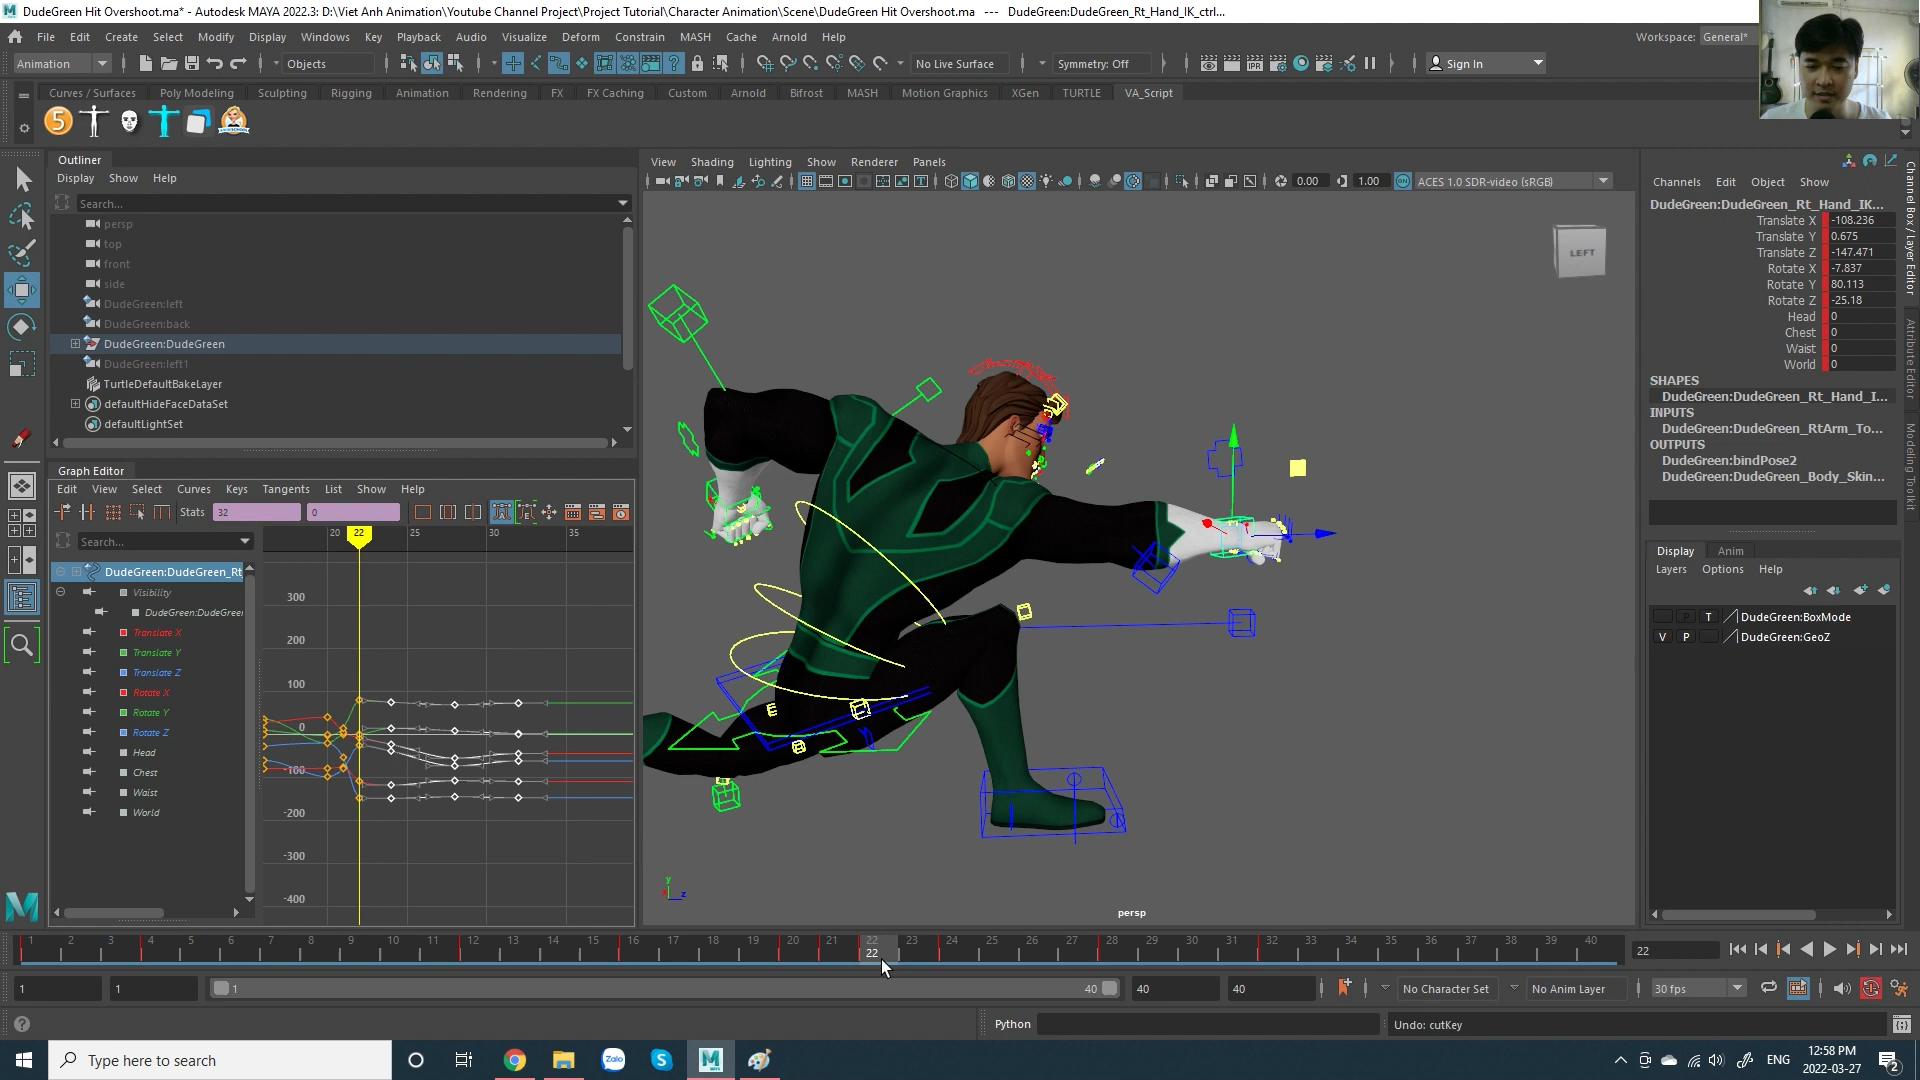 DudeGreen Hit Overshoot.ma* - Autodesk MAYA 2022.3: D:\Viet Anh Animation\Youtube Channel Project\Project Tutorial\Character Animation\Scene\DudeGreen Hit Overshoot.ma --- DudeGreen:DudeGreen_Rt_Hand_IK_ctrl...
File Edit Create Select Modify Display Windows Key Playback Audio Visualize Deform Constrain MASH Cache Arnold Help
Workspace: General*
Animation Objects No Live Surface Symmetry: Off Sign In
Curves / Surfaces Poly Modeling Sculpting Rigging Animation Rendering FX FX Caching Custom Arnold Bifrost MASH Motion Graphics XGen TURTLE VA_Script
5
Outliner
Display Show Help
Search...
persp
top
front
side
DudeGreen:left
DudeGreen:back
DudeGreen:DudeGreen
DudeGreen:left1
TurtleDefaultBakeLayer
defaultHideFaceDataSet
defaultLightSet
Graph Editor
Edit View Select Curves Keys Tangents List Show Help
Stats 32 0
Search...
DudeGreen:DudeGreen_Rt
Visibility
DudeGreen:DudeGreen
Translate X
Translate Y
Translate Z
Rotate X
Rotate Y
Rotate Z
Head
Chest
Waist
World
20 22 25 30 35
300
200
100
0
-100
-200
-300
-400
View Shading Lighting Show Renderer Panels
0.00 1.00 ACES 1.0 SDR-video (sRGB)
LEFT
y
z
persp
Channels Edit Object Show
DudeGreen:DudeGreen_Rt_Hand_IK...
Translate X -108.236
Translate Y 0.675
Translate Z -147.471
Rotate X -7.837
Rotate Y 80.113
Rotate Z -25.18
Head 0
Chest 0
Waist 0
World 0
SHAPES
DudeGreen:DudeGreen_Rt_Hand_I...
INPUTS
DudeGreen:DudeGreen_RtArm_To...
OUTPUTS
DudeGreen:bindPose2
DudeGreen:DudeGreen_Body_Skin...
Display Anim
Layers Options Help
P T DudeGreen:BoxMode
V P DudeGreen:GeoZ
Channel Box / Layer Editor
Attribute Editor
Modeling Toolkit
1 2 3 4 5 6 7 8 9 10 11 12 13 14 15 16 17 18 19 20 21 22 23 24 25 26 27 28 29 30 31 32 33 34 35 36 37 38 39 40
22
22
1 1 1 40 40 40 No Character Set No Anim Layer 30 fps
Python Undo: cutKey
Type here to search
Zalo
ENG
12:58 PM
2022-03-27
2